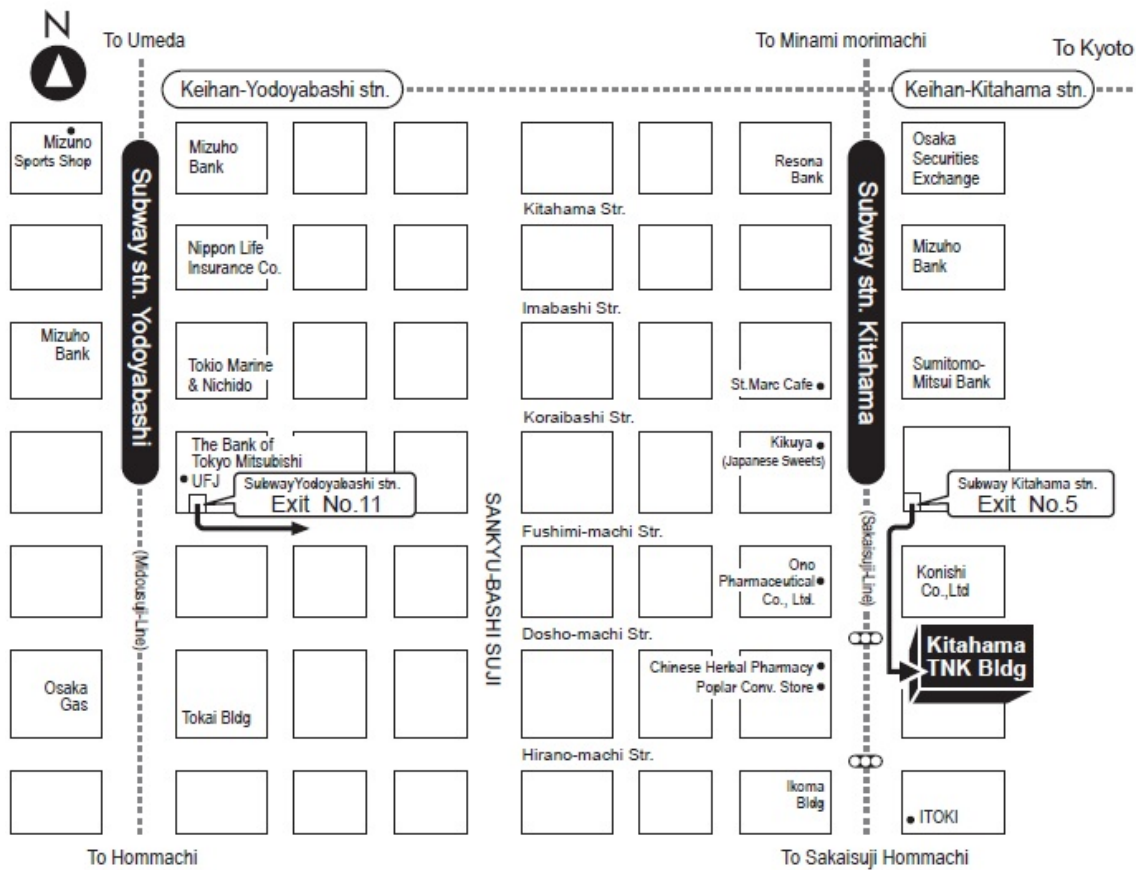 N
To Umeda
To Minami morimachi
To Kyoto
Keihan-Yodoyabashi stn.
Keihan-Kitahama stn.
Mizuno
Sports Shop
Subway stn. Yodoyabashi
Mizuho
Bank
Resona
Bank
Subway stn. Kitahama
Osaka
Securities
Exchange
Kitahama Str.
Nippon Life
Insurance Co.
Mizuho
Bank
Imabashi Str.
Mizuho
Bank
Tokio Marine
& Nichido
St.Marc Cafe
Sumitomo-
Mitsui Bank
Koraibashi Str.
The Bank of
Tokyo Mitsubishi
UFJ
SubwayYodoyabashi stn.
Exit No.11
Kikuya
(Japanese Sweets)
Subway Kitahama stn.
Exit No.5
SANKYU-BASHI SUJI
Fushimi-machi Str.
(Midousuji-Line)
(Sakaisuji-Line)
Ono
Pharmaceutical
Co., Ltd.
Konishi
Co.,Ltd
Dosho-machi Str.
Kitahama
TNK Bldg
Chinese Herbal Pharmacy
Poplar Conv. Store
Osaka
Gas
Tokai Bldg
Hirano-machi Str.
Ikoma
Bldg
ITOKI
To Hommachi
To Sakaisuji Hommachi